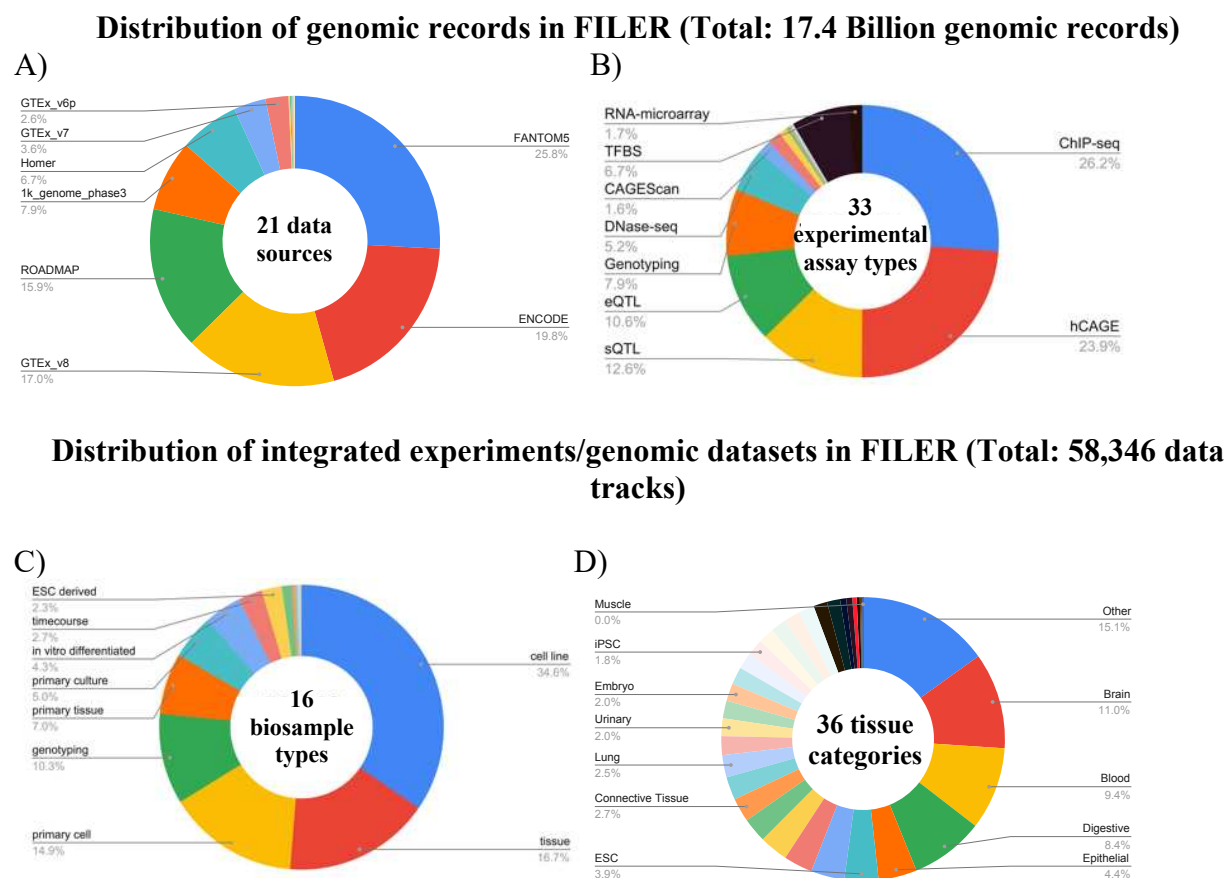 Distribution of genomic records in FILER (Total: 17.4 Billion genomic records)
A)
GTEx_v6p
2.6%
GTEx_v7
3.6%
Homer
6.7%
1k_genome_phase3
7.9%
ROADMAP
15.9%
GTEx_v8
17.0%
FANTOM5
25.8%
ENCODE
19.8%
21 data
sources
B)
RNA-microarray
1.7%
TFBS
6.7%
CAGEScan
1.6%
DNase-seq
5.2%
Genotyping
7.9%
eQTL
10.6%
sQTL
12.6%
ChIP-seq
26.2%
hCAGE
23.9%
33
experimental
assay types
Distribution of integrated experiments/genomic datasets in FILER (Total: 58,346 data
tracks)
C)
ESC derived
2.3%
timecourse
2.7%
in vitro differentiated
4.3%
primary culture
5.0%
primary tissue
7.0%
genotyping
10.3%
primary cell
14.9%
cell line
34.6%
tissue
16.7%
16
biosample
types
D)
Muscle
0.0%
iPSC
1.8%
Embryo
2.0%
Urinary
2.0%
Lung
2.5%
Connective Tissue
2.7%
ESC
3.9%
Other
15.1%
Brain
11.0%
Blood
9.4%
Digestive
8.4%
Epithelial
4.4%
36 tissue
categories